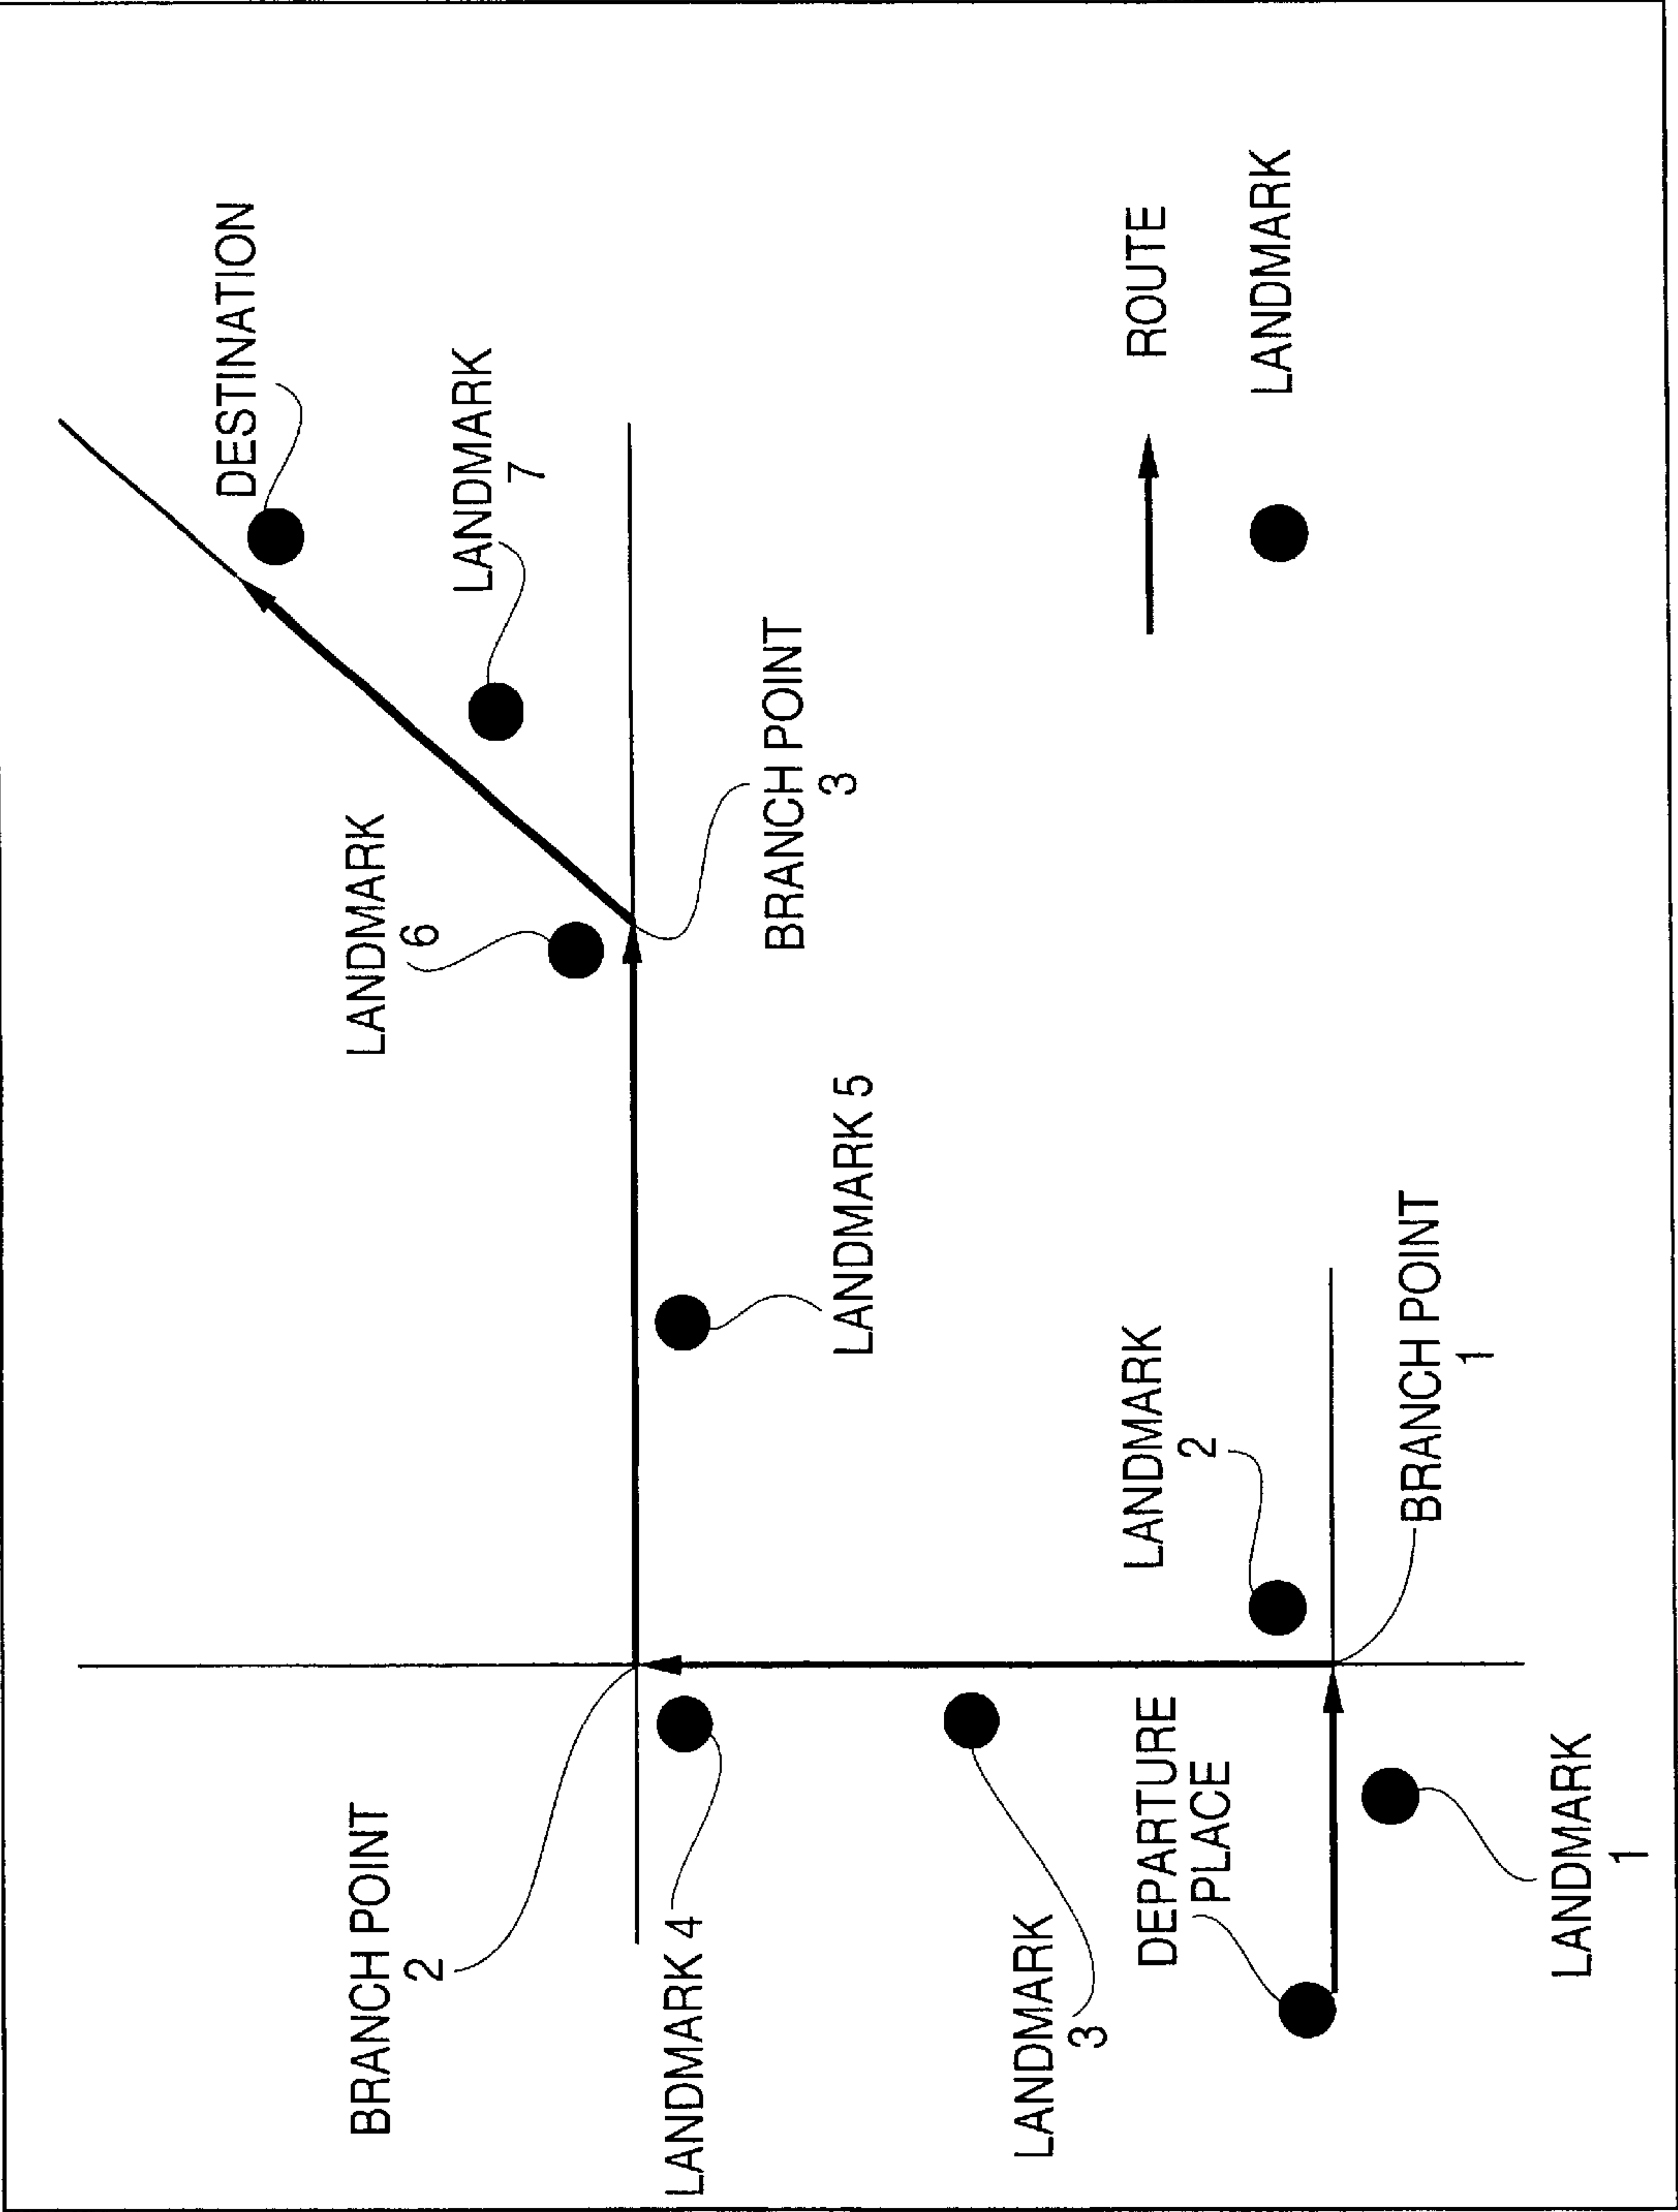 DESTINATION
LANDMARK
7
LANDMARK
6
BRANCH POINT
3
LANDMARK 5
BRANCH POINT
2
LANDMARK 4
LANDMARK
3
LANDMARK
2
DEPARTURE
PLACE
BRANCH POINT
1
LANDMARK
1
ROUTE
LANDMARK